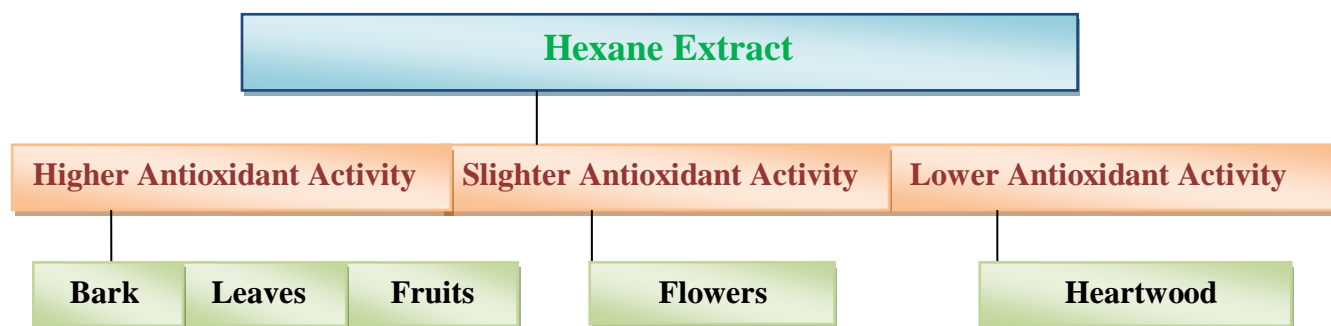 Hexane Extract
Higher Antioxidant Activity Slighter Antioxidant Activity Lower Antioxidant Activity
Bark Leaves Fruits Flowers Heartwood